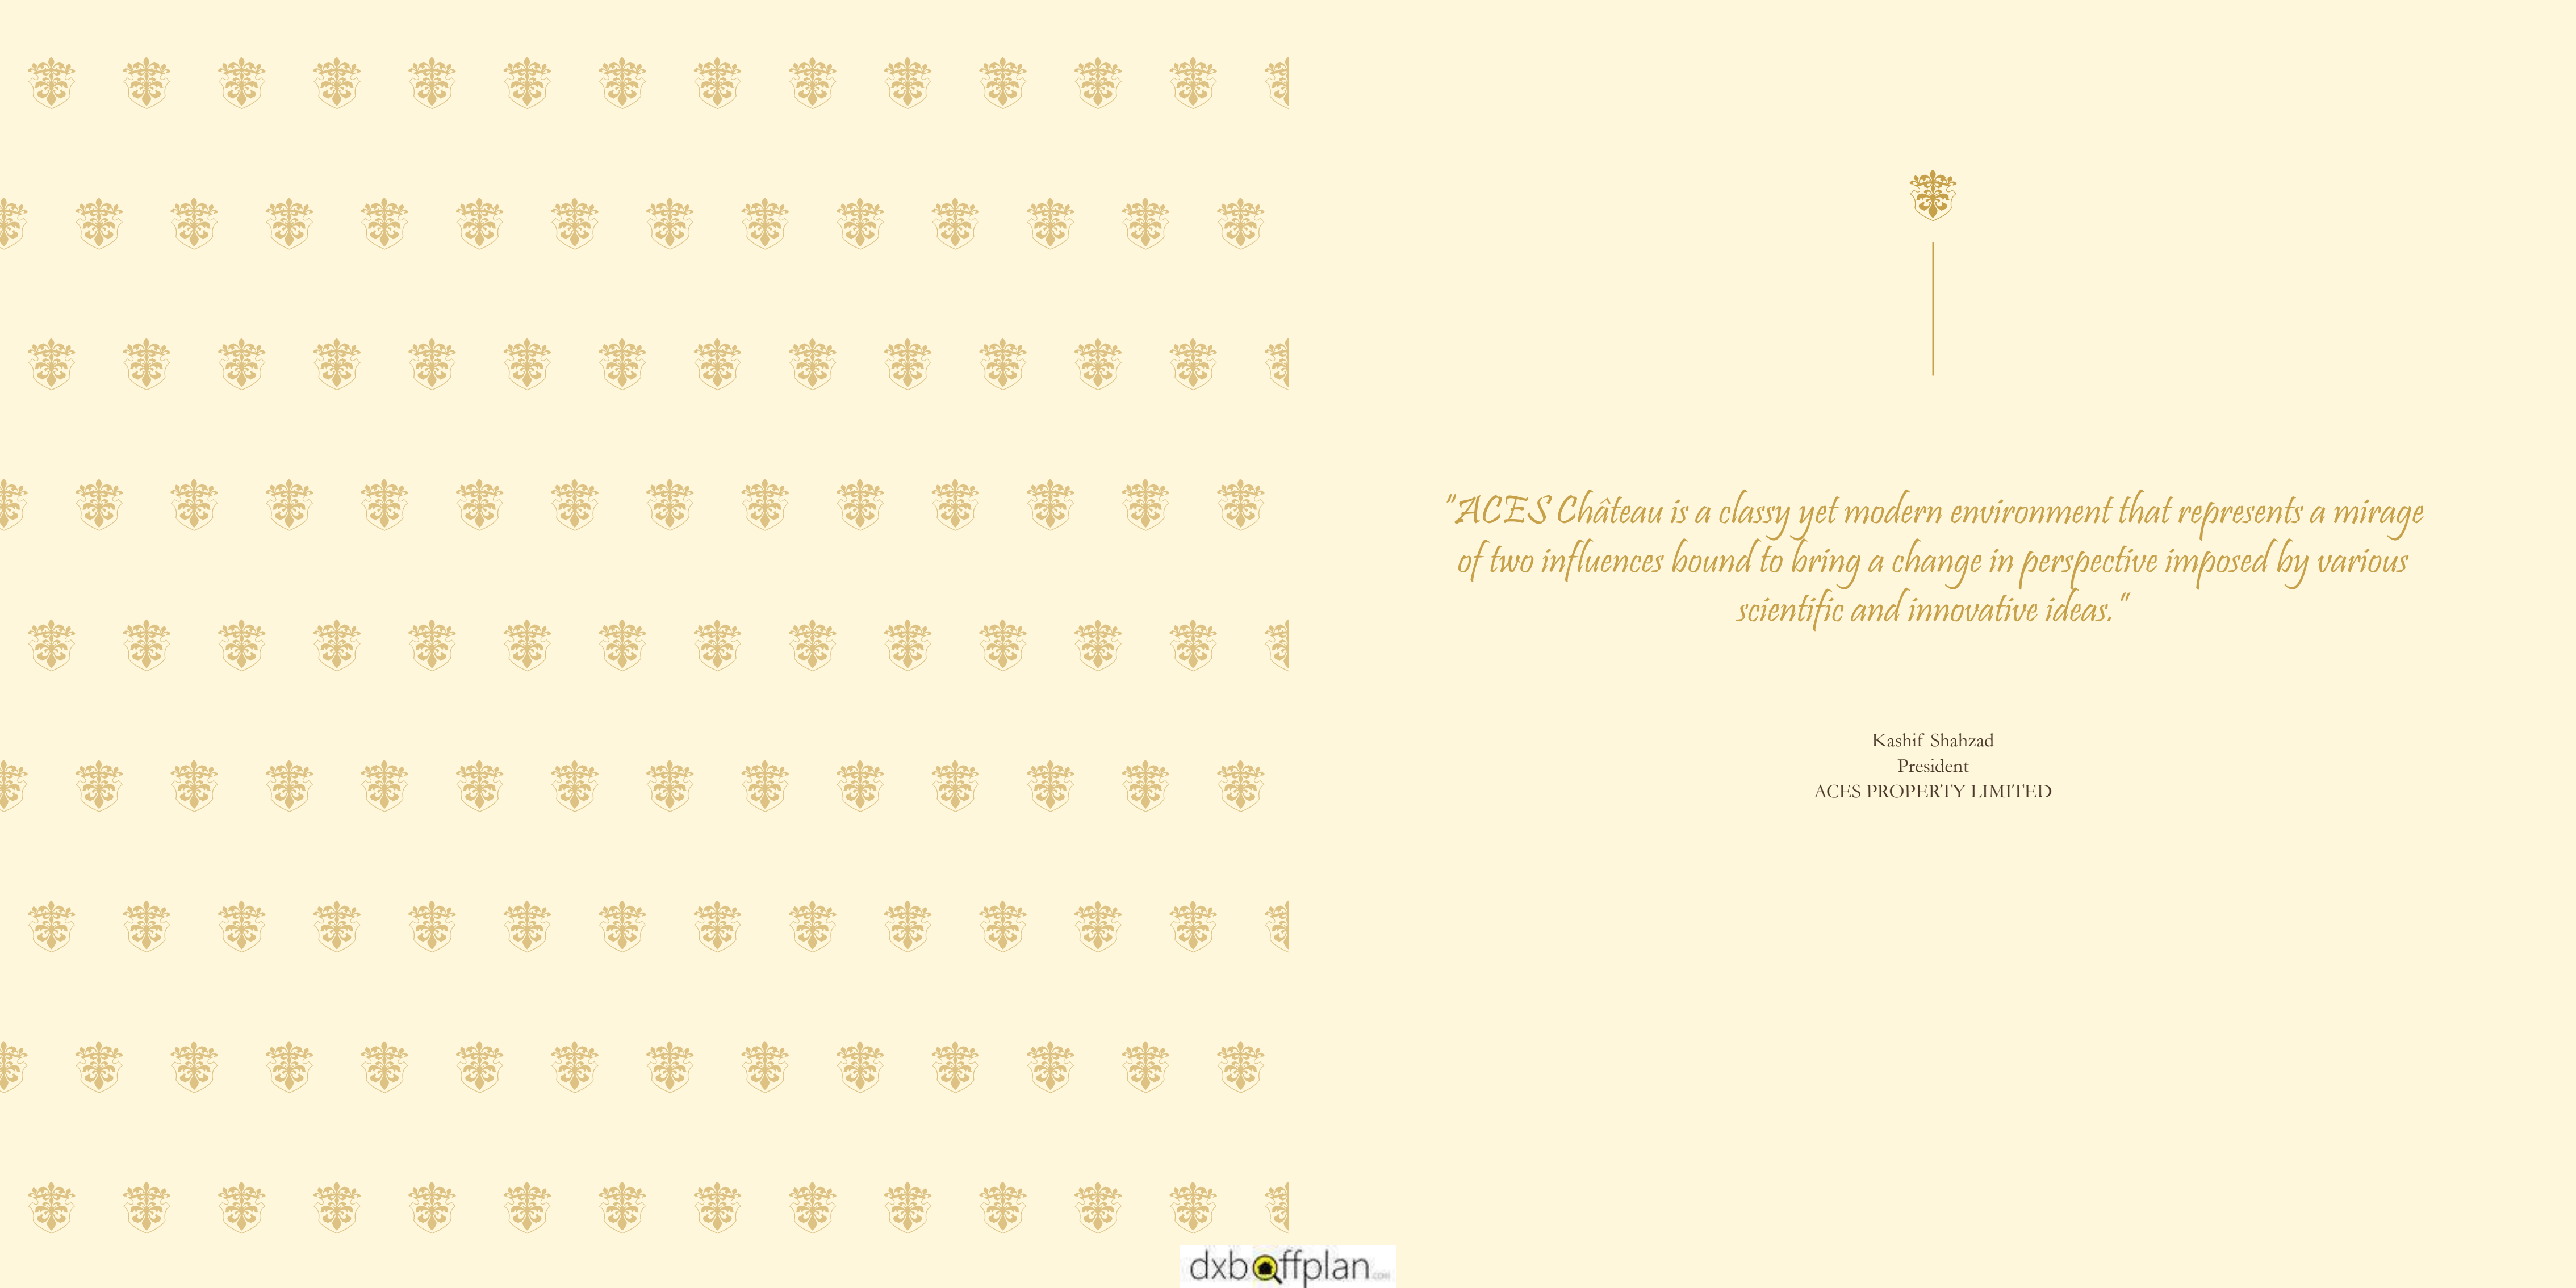 "ACES Château is a classy yet modern environment that represents a mirage
of two influences bound to bring a change in perspective imposed by various
scientific and innovative ideas."
Kashif Shahzad
President
ACES PROPERTY LIMITED
dxboffplan.com